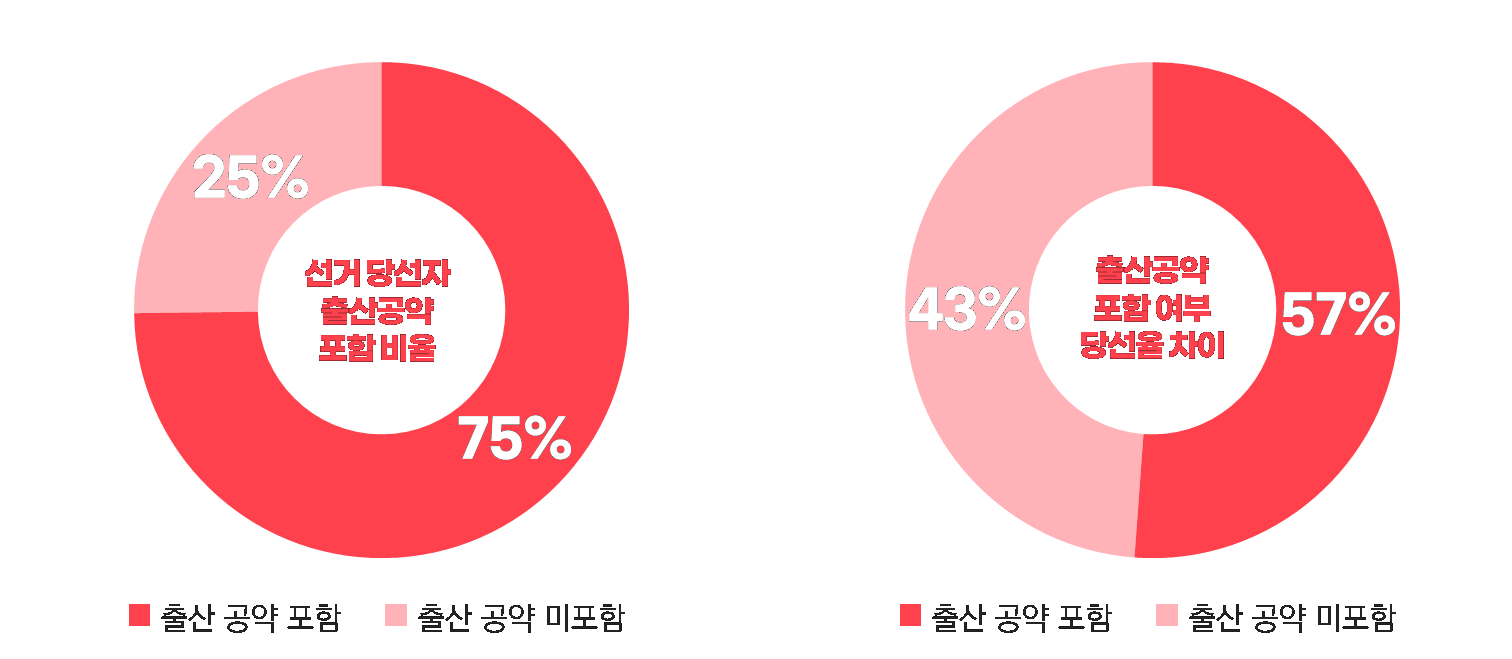 25%
선거 당선자
출산공약
포함 비율
75%
출산 공약 포함
출산 공약 미포함
43%
출산공약
포함 여부
당선율 차이
57%
출산 공약 포함
출산 공약 미포함